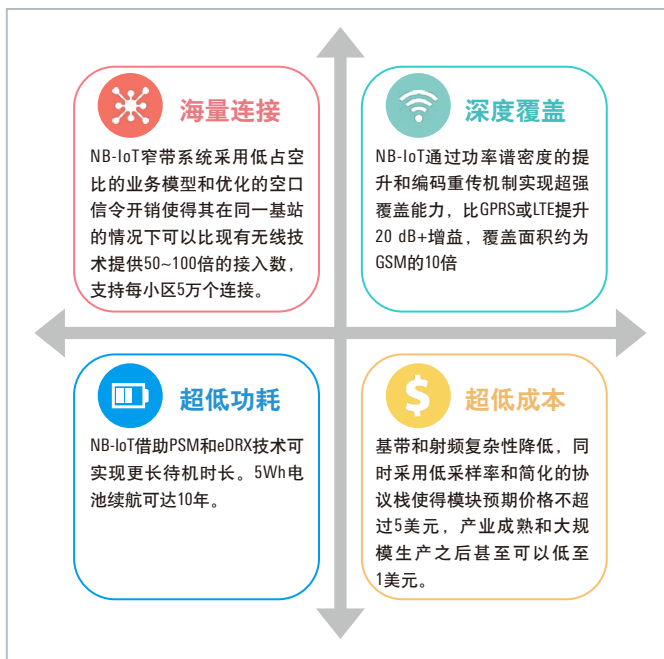 海量连接
NB-IoT窄带系统采用低占空
比的业务模型和优化的空口
信令开销使得其在同一基站
的情况下可以比现有无线技
术提供50~100倍的接入数，
支持每小区5万个连接。
深度覆盖
NB-IoT通过功率谱密度的提
升和编码重传机制实现超强
覆盖能力，比GPRS或LTE提升
20 dB+增益，覆盖面积约为
GSM的10倍
超低功耗
NB-IoT借助PSM和eDRX技术可
实现更长待机时长。5Wh电
池续航可达10年。
$ 超低成本
基带和射频复杂性降低，同
时采用低采样率和简化的协
议栈使得模块预期价格不超
过5美元，产业成熟和大规
模生产之后甚至可以低至
1美元。